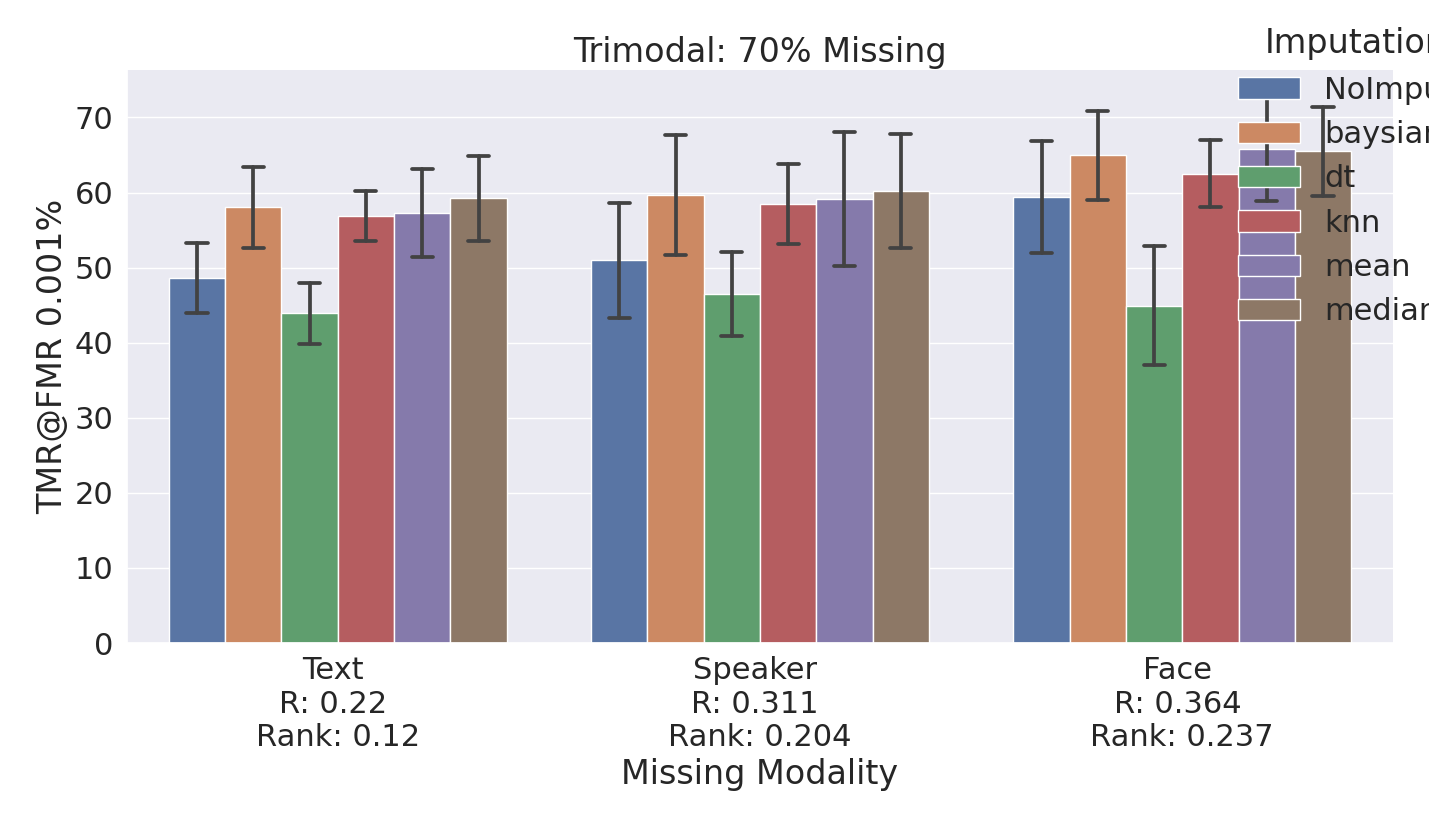 Trimodal: 70% Missing
Imputation
NoImpu
baysian
dt
knn
mean
median
TMR@FMR 0.001%
70
60
50
40
30
20
10
0
Text
R: 0.22
Rank: 0.12
Speaker
R: 0.311
Rank: 0.204
Face
R: 0.364
Rank: 0.237
Missing Modality